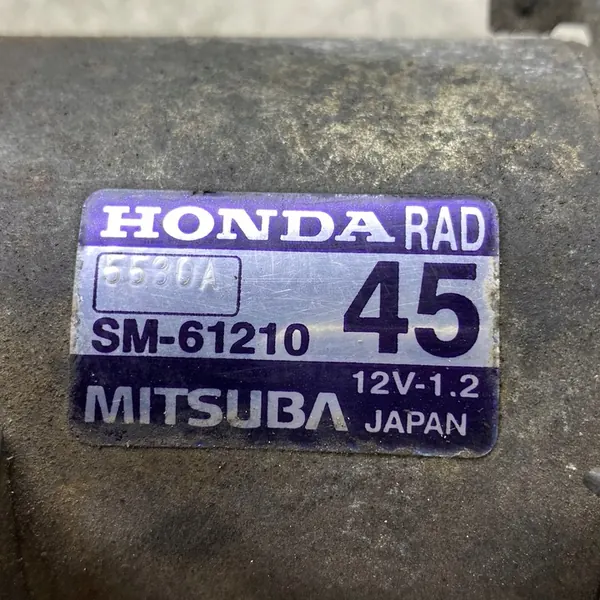 HONDA RAD
5530A
SM-61210
45
12V-1.2
MITSUBA
JAPAN